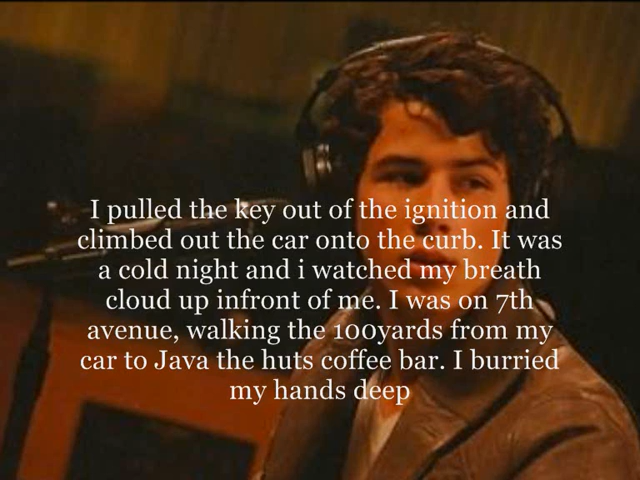 I pulled the key out of the ignition and
climbed out the car onto the curb. It was
a cold night and i watched my breath
cloud up infront of me. I was on 7th
avenue, walking the 100yards from my
car to Java the huts coffee bar. I burried
my hands deep